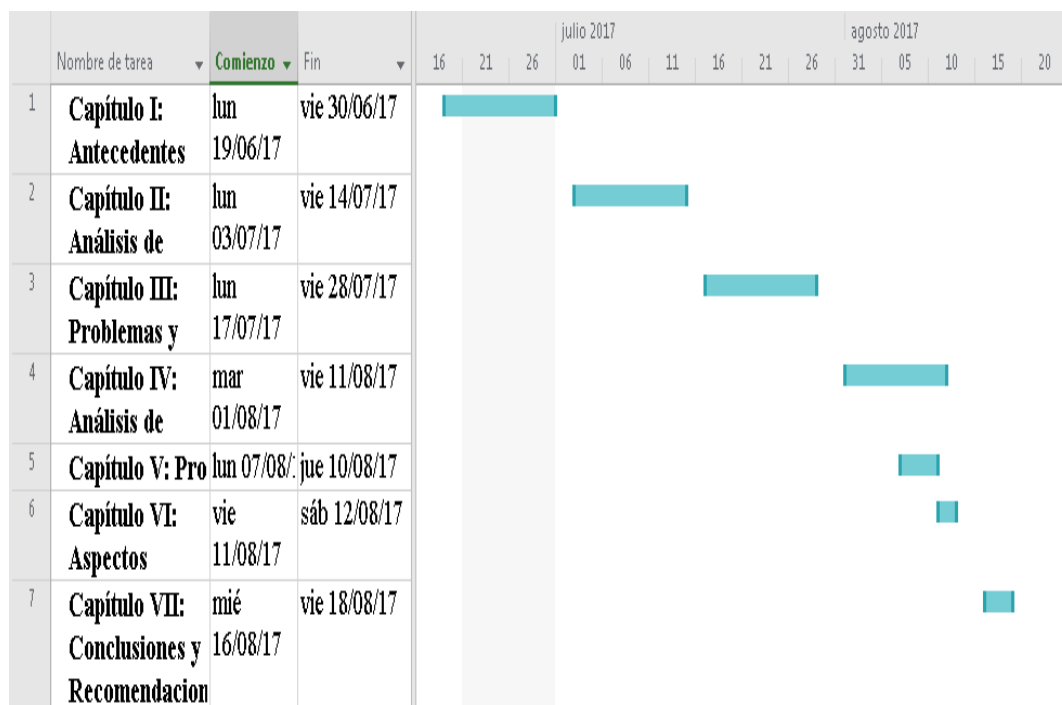 julio 2017 agosto 2017
Nombre de tarea Comienzo Fin 16 21 26 01 06 11 16 21 26 31 05 10 15 20
1 Capítulo I: lun vie 30/06/17
Antecedentes 19/06/17
2 Capítulo II: lun vie 14/07/17
Análisis de 03/07/17
3 Capítulo III: lun vie 28/07/17
Problemas y 17/07/17
4 Capítulo IV: mar vie 11/08/17
Análisis de 01/08/17
5 Capítulo V: Pro lun 07/08/ jue 10/08/17
6 Capítulo VI: vie sáb 12/08/17
Aspectos 11/08/17
7 Capítulo VII: mié vie 18/08/17
Conclusiones y 16/08/17
Recomendacion